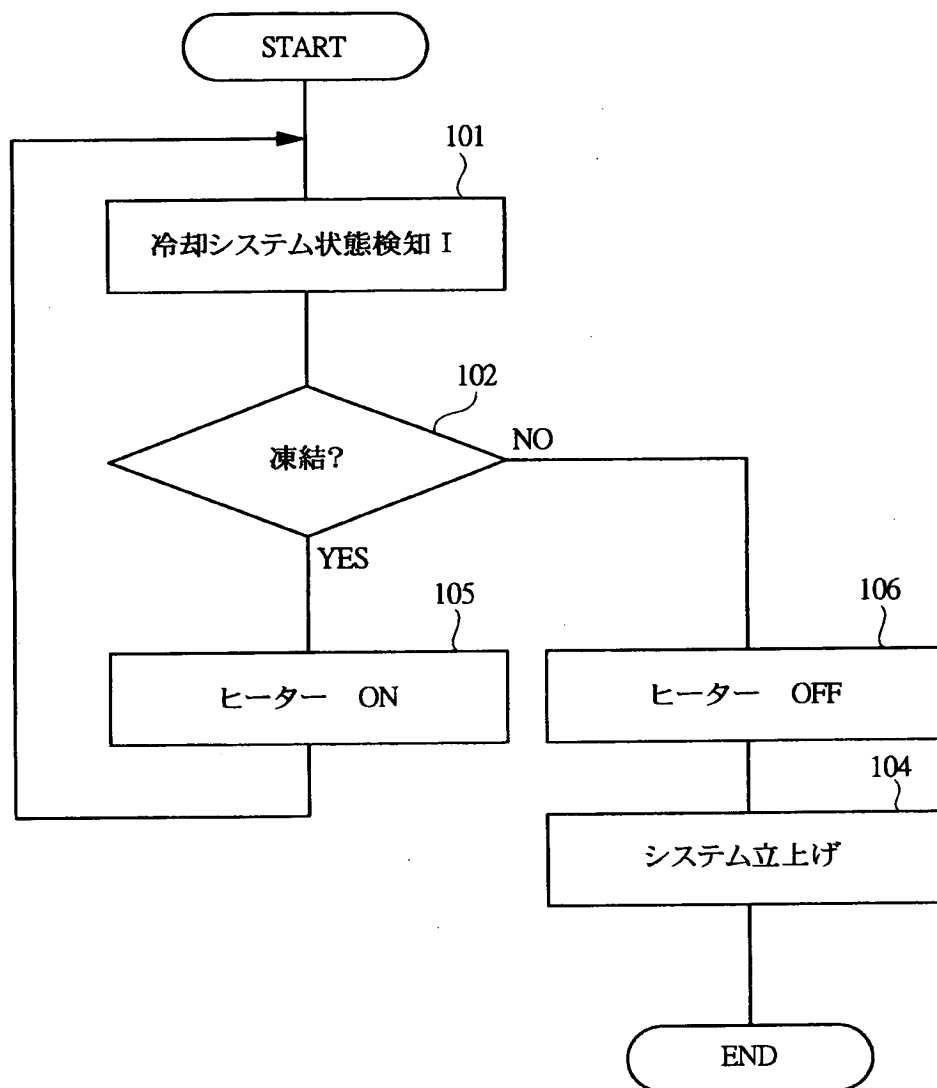 START
101
冷却システム状態検知 I
102
凍結?
NO
YES
105
106
ヒーター ON
ヒーター OFF
104
システム立上げ
END